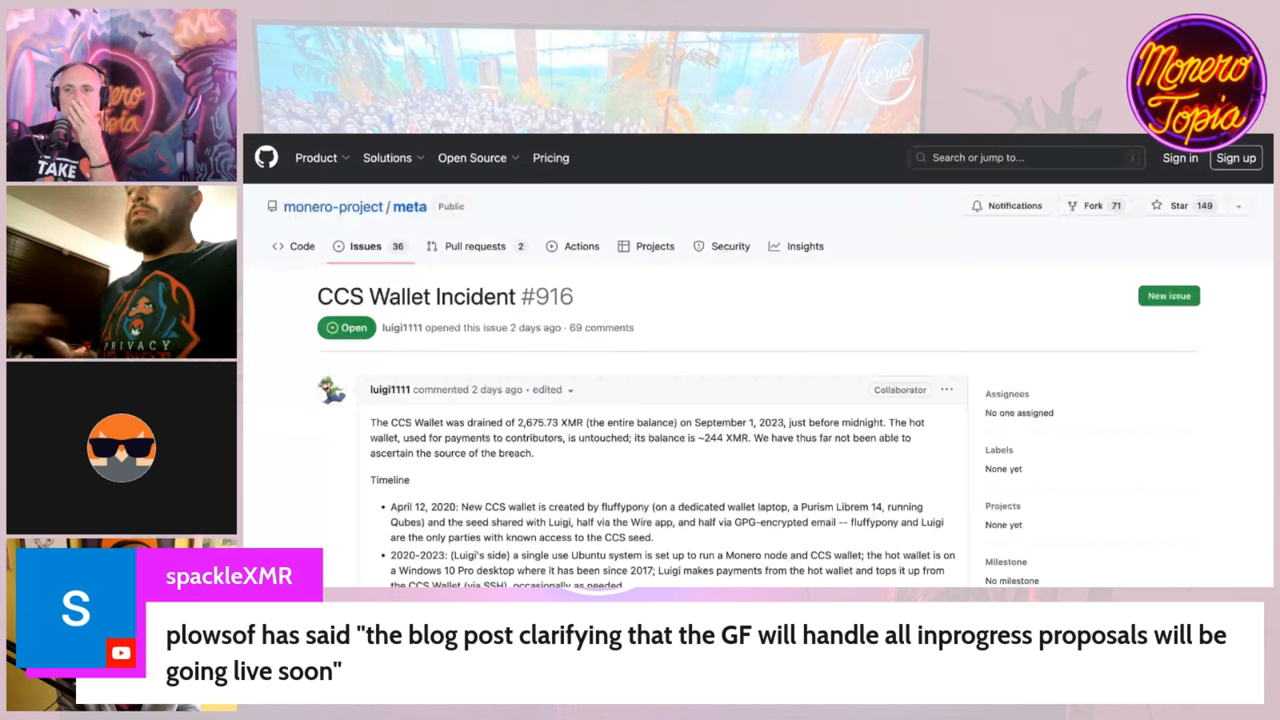 Monero
Topia
Cercle
TAKE
PRIVACY
IS NOT
Product
Solutions
Open Source
Pricing
Search or jump to...
/
Sign in
Sign up
monero-project / meta
Public
Notifications
Fork 71
Star 149
Code
Issues 36
Pull requests 2
Actions
Projects
Security
Insights
CCS Wallet Incident #916
New issue
Open
luigi1111 opened this issue 2 days ago · 69 comments
luigi1111 commented 2 days ago • edited
Collaborator
The CCS Wallet was drained of 2,675.73 XMR (the entire balance) on September 1, 2023, just before midnight. The hot
wallet, used for payments to contributors, is untouched; its balance is ~244 XMR. We have thus far not been able to
ascertain the source of the breach.
Timeline
• April 12, 2020: New CCS wallet is created by fluffypony (on a dedicated wallet laptop, a Purism Librem 14, running
Qubes) and the seed shared with Luigi, half via the Wire app, and half via GPG-encrypted email -- fluffypony and Luigi
are the only parties with known access to the CCS seed.
• 2020-2023: (Luigi's side) a single use Ubuntu system is set up to run a Monero node and CCS wallet; the hot wallet is on
a Windows 10 Pro desktop where it has been since 2017; Luigi makes payments from the hot wallet and tops it up from
the CCS Wallet (via SSH), occasionally as needed.
Assignees
No one assigned
Labels
None yet
Projects
None yet
Milestone
No milestone
S
spackleXMR
plowsof has said "the blog post clarifying that the GF will handle all inprogress proposals will be
going live soon"